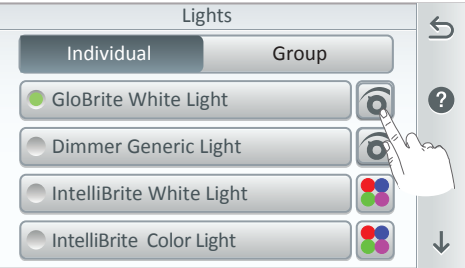 Lights
Individual Group
GloBrite White Light
?
Dimmer Generic Light
IntelliBrite White Light
IntelliBrite Color Light